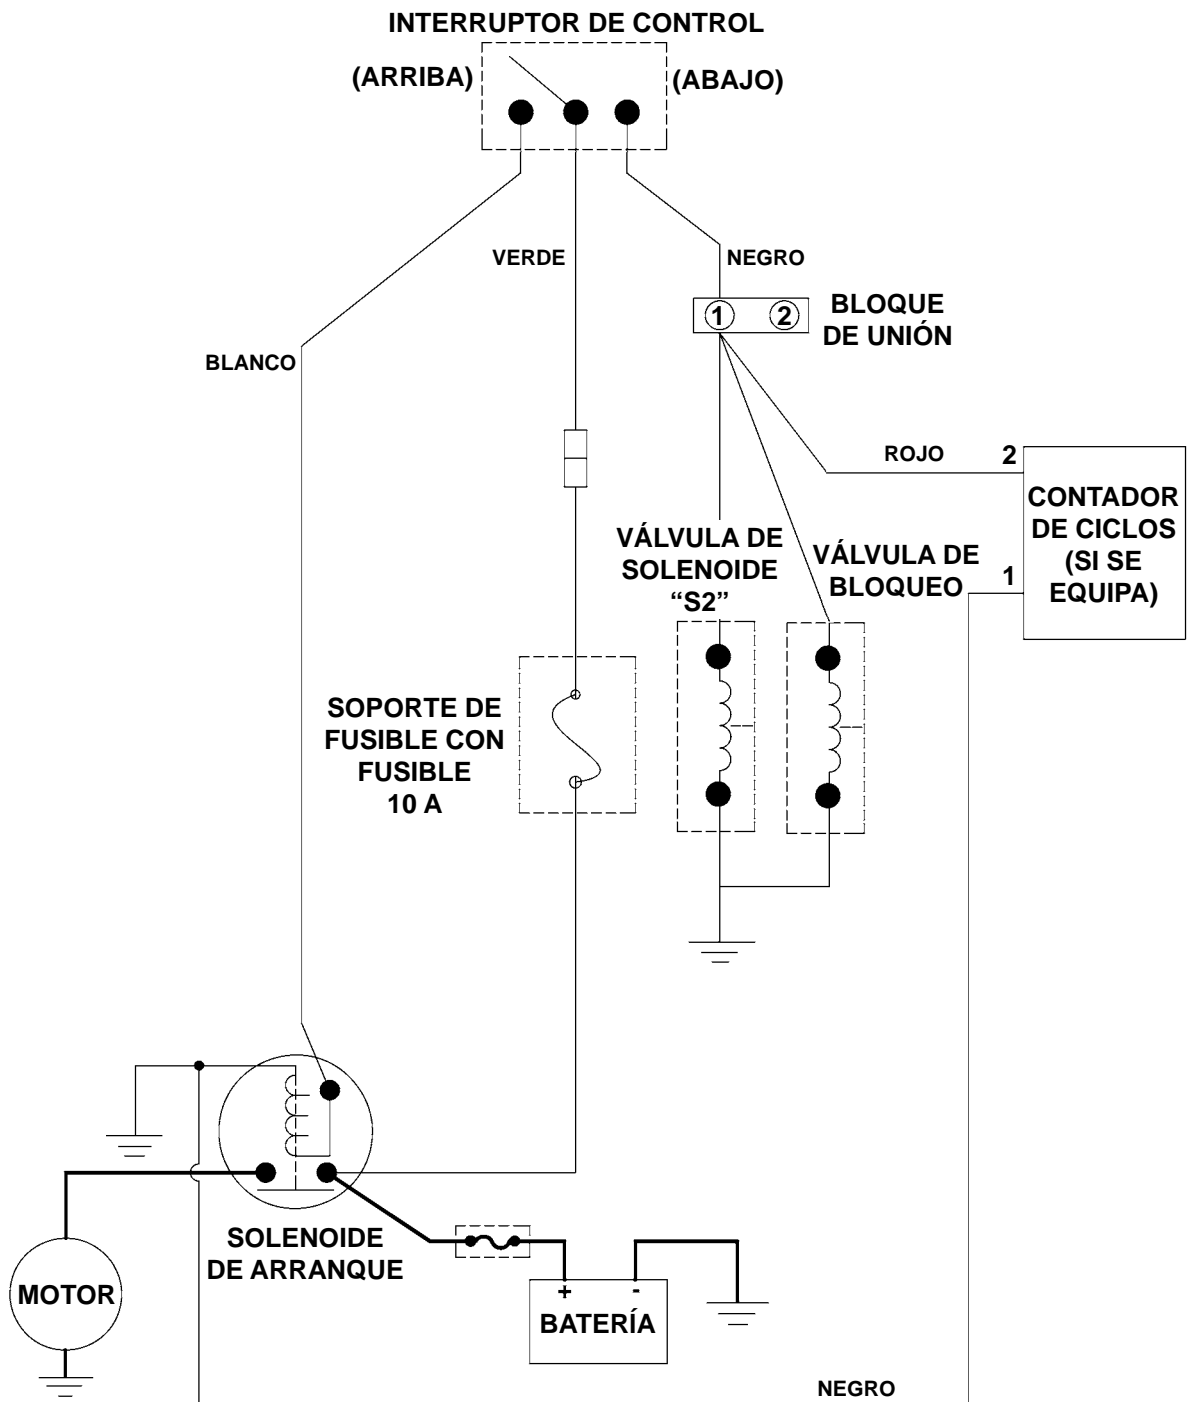 INTERRUPTOR DE CONTROL
(ARRIBA)
(ABAJO)
VERDE
NEGRO
1
2
BLOQUE
DE UNIÓN
BLANCO
ROJO
2
CONTADOR
DE CICLOS
(SI SE
EQUIPA)
1
VÁLVULA DE
SOLENOIDE
“S2”
VÁLVULA DE
BLOQUEO
SOPORTE DE
FUSIBLE CON
FUSIBLE
10 A
SOLENOIDE
DE ARRANQUE
MOTOR
+
-
BATERÍA
NEGRO